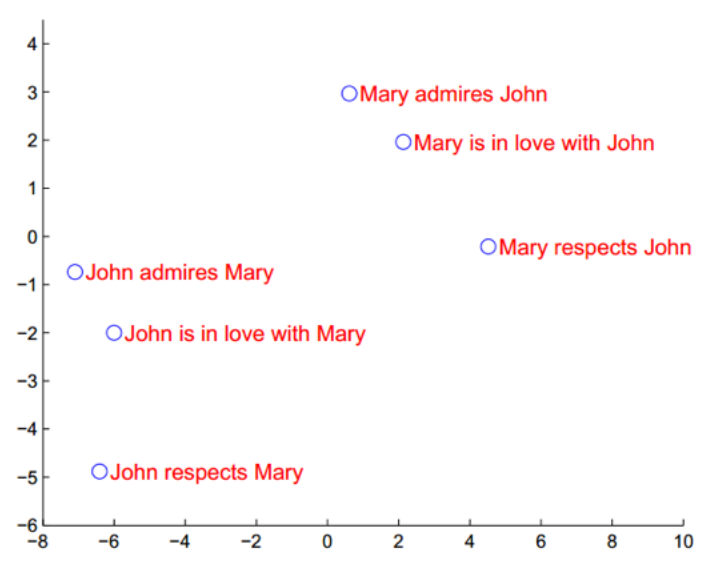 4
3
Mary admires John
2
Mary is in love with John
1
0
Mary respects John
John admires Mary
−1
−2
John is in love with Mary
−3
−4
−5
John respects Mary
−6
−8 −6 −4 −2 0 2 4 6 8 10